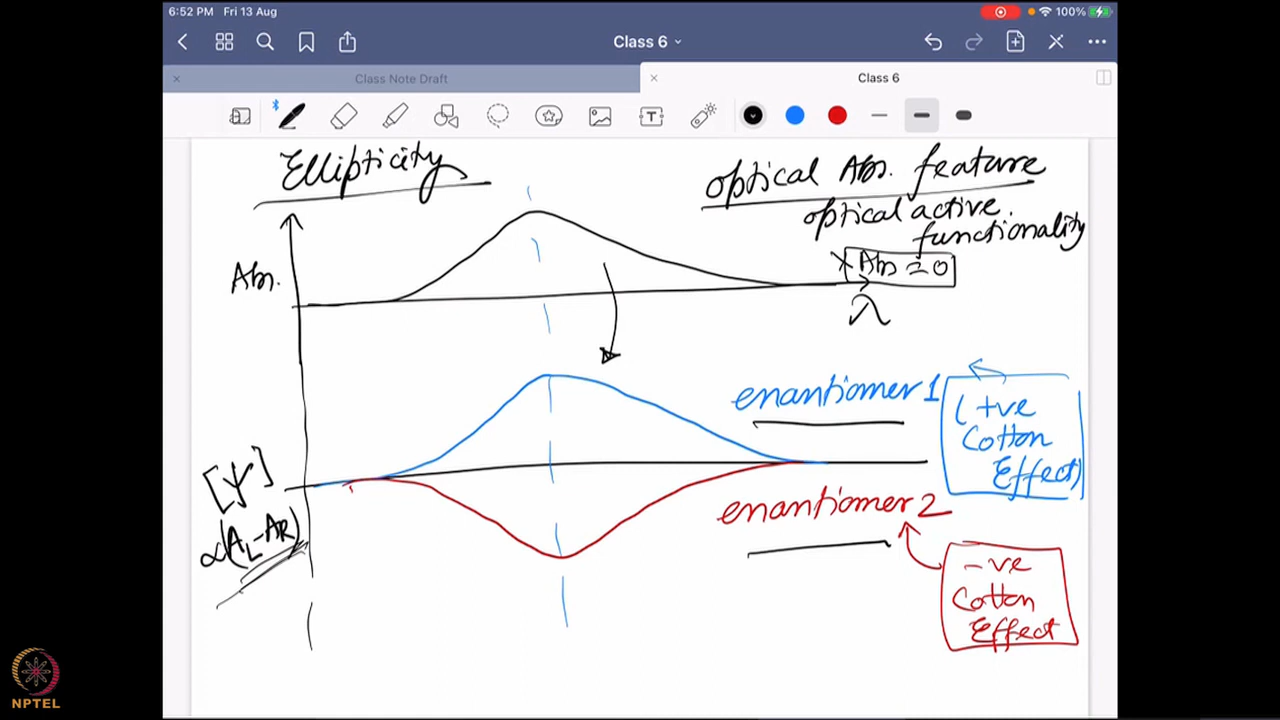 6:52 PM Fri 13 Aug
100%
Class 6
Class Note Draft
Class 6
T
Ellipticity
optical Abs. feature
optical active
functionality
Abs.
x Abs = 0
λ
enantiomer 1
(+ve
Cotton
Effect)
[Ψ]
∝(A_L-A_R)
enantiomer 2
-ve
Cotton
Effect
NPTEL